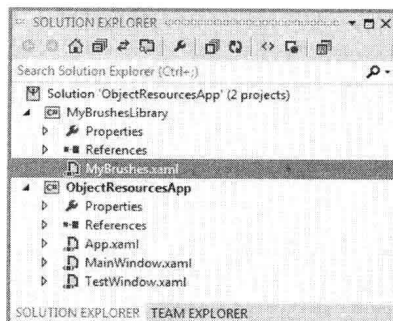 SOLUTION EXPLORER
Search Solution Explorer (Ctrl+;)
Solution 'ObjectResourcesApp' (2 projects)
C# MyBrushesLibrary
Properties
References
MyBrushes.xaml
C# ObjectResourcesApp
Properties
References
App.xaml
MainWindow.xaml
TestWindow.xaml
SOLUTION EXPLORER TEAM EXPLORER